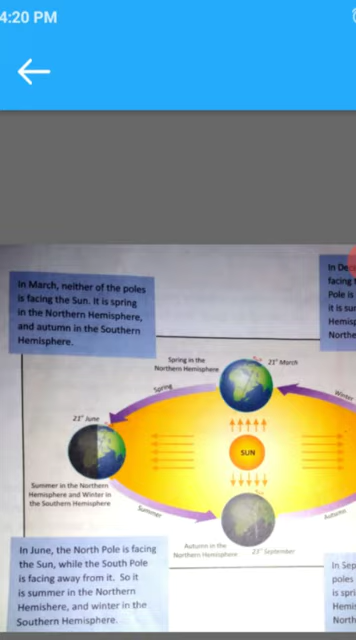 4:20 PM
In March, neither of the poles
is facing the Sun. It is spring
in the Northern Hemisphere,
and autumn in the Southern
Hemisphere.
In Dec
facing
Pole is
it is su
Hemis
Northe
Spring in the
Northern Hemisphere
21st March
Spring
Winter
21st June
SUN
Summer in the Northern
Hemisphere and Winter in
the Southern Hemisphere
Summer
Autumn
Autumn in the
Northern Hemisphere
23rd September
In June, the North Pole is facing
the Sun, while the South Pole
is facing away from it. So it
is summer in the Northern
Hemishere, and winter in the
Southern Hemisphere.
In Sep
poles
is spri
Hemi
North